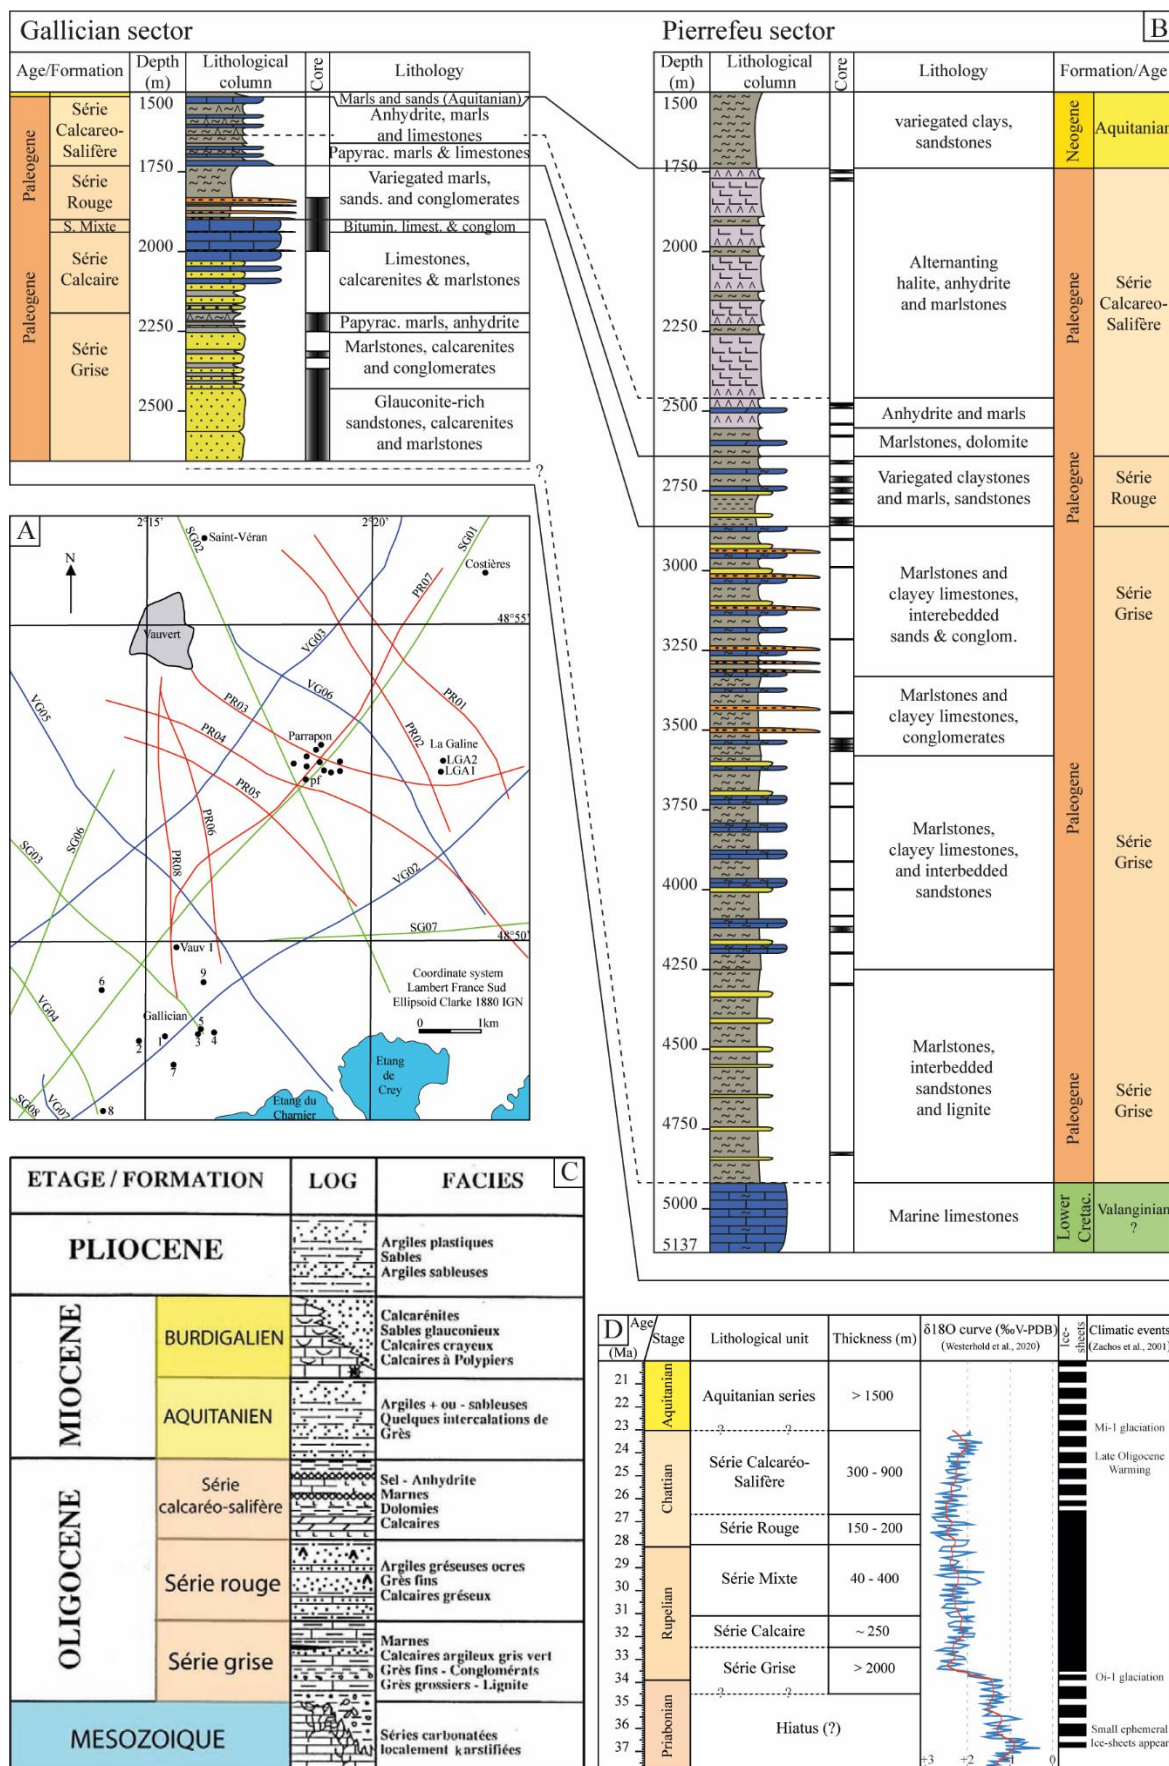 Gallician sector
Age/Formation
Depth
(m)
Lithological
column
Core
Lithology
1500
1750
2000
2250
2500
Paleogene
Paleogene
Série
Calcareo-
Salifère
Série
Rouge
S. Mixte
Série
Calcaire
Série
Grise
Marls and sands (Aquitanian)
Anhydrite, marls
and limestones
Papyrac. marls & limestones
Variegated marls,
sands. and conglomerates
Bitumin. limest. & conglom
Limestones,
calcarenites & marlstones
Papyrac. marls, anhydrite
Marlstones, calcarenites
and conglomerates
Glauconite-rich
sandstones, calcarenites
and marlstones
?
Pierrefeu sector
B
Depth
(m)
Lithological
column
Core
Lithology
Formation/Age
1500
1750
2000
2250
2500
2750
3000
3250
3500
3750
4000
4250
4500
4750
5000
5137
variegated clays,
sandstones
Alternanting
halite, anhydrite
and marlstones
Anhydrite and marls
Marlstones, dolomite
Variegated claystones
and marls, sandstones
Marlstones and
clayey limestones,
interebedded
sands & conglom.
Marlstones and
clayey limestones,
conglomerates
Marlstones,
clayey limestones,
and interbedded
sandstones
Marlstones,
interbedded
sandstones
and lignite
Marine limestones
Neogene
Aquitanian
Paleogene
Série
Calcareo-
Salifère
Paleogene
Série
Rouge
Série
Grise
Paleogene
Série
Grise
Paleogene
Série
Grise
Lower
Cretac.
Valanginian
?
A
2°15'
2°20'
N
SG02
Saint-Véran
SG01
Costières
PR07
48°55'
Vauvert
VG03
VG05
VG06
PR03
PR01
PR04
Parrapon
PR02
La Galine
LGA2
LGA1
pf
PR05
SG06
PR06
SG03
PR08
VG02
SG07
48°50'
Vauv 1
6
9
Coordinate system
Lambert France Sud
Ellipsoid Clarke 1880 IGN
0
1km
VG04
Gallician
5
2
1
3
4
7
Etang
de
Crey
Etang du
Charnier
SG08
VG07
8
C
ETAGE / FORMATION
LOG
FACIES
PLIOCENE
Argiles plastiques
Sables
Argiles sableuses
MIOCENE
BURDIGALIEN
Calcarénites
Sables glauconieux
Calcaires crayeux
Calcaires à Polypiers
AQUITANIEN
Argiles + ou - sableuses
Quelques intercalations de
Grès
OLIGOCENE
Série
calcaréo-salifère
Sel - Anhydrite
Marnes
Dolomies
Calcaires
Série rouge
Argiles gréseuses ocres
Grès fins
Calcaires gréseux
Série grise
Marnes
Calcaires argileux gris vert
Grès fins - Conglomérats
Grès grossiers - Lignite
MESOZOIQUE
Séries carbonatées
localement karstifiées
D
Age
(Ma)
Stage
Lithological unit
Thickness (m)
δ18O curve (‰V-PDB)
(Westerhold et al., 2020)
Ice-
sheets
Climatic events
(Zachos et al., 2001)
21
22
23
24
25
26
27
28
29
30
31
32
33
34
35
36
37
Aquitanian
Chattian
Rupelian
Priabonian
Aquitanian series
> 1500
? ?
Série Calcaréo-
Salifère
300 - 900
Série Rouge
150 - 200
Série Mixte
40 - 400
Série Calcaire
~ 250
Série Grise
> 2000
? ?
Hiatus (?)
+3
+2
0
Mi-1 glaciation
Late Oligocene
Warming
Oi-1 glaciation
Small ephemeral
Ice-sheets appear